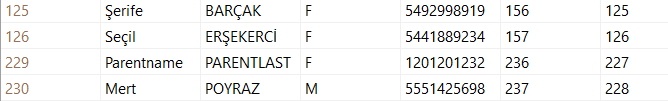 125 Şerife BARÇAK F 5492998919 156 125
126 Seçil ERŞEKERCİ F 5441889234 157 126
229 Parentname PARENTLAST F 1201201232 236 227
230 Mert POYRAZ M 5551425698 237 228